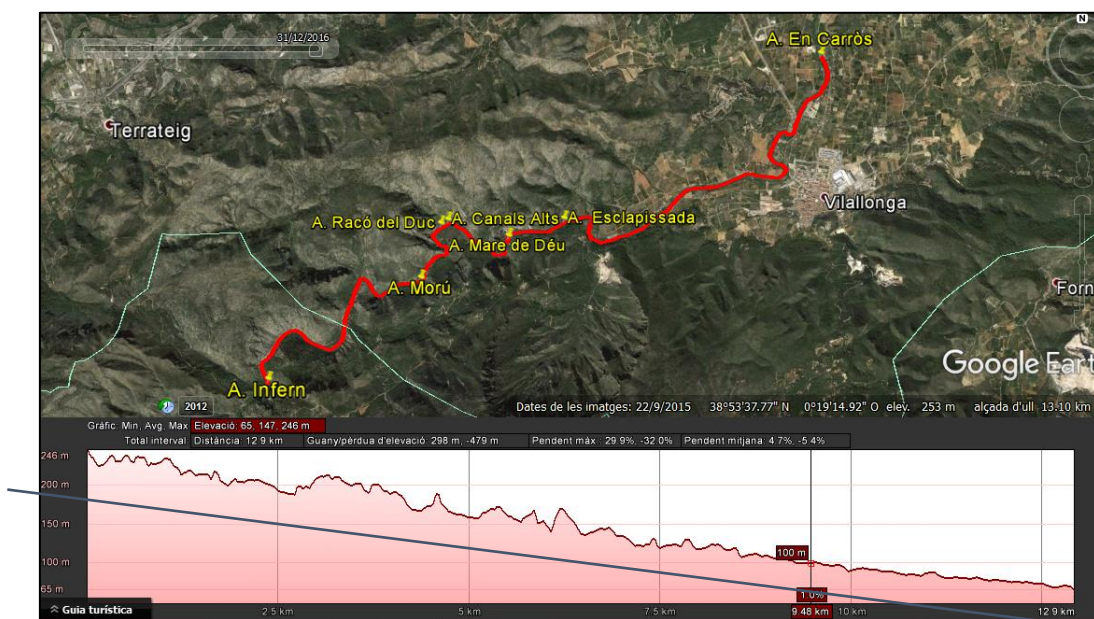 31/12/2016
N
A. En Carròs
Terrateig
Vilallonga
A. Racó del Duc
A. Canals Alts
A. Esclapissada
A. Mare de Déu
A. Morú
Forn
A. Infern
Google Eart
2012
Dates de les imatges: 22/9/2015 38°53'37.77" N 0°19'14.92" O elev. 253 m alçada d'ull 13.10 km
Gràfic: Min, Avg, Max Elevació: 65, 147, 246 m
Total interval: Distància: 12.9 km Guany/pèrdua d'elevació: 298 m, -479 m Pendent màx.: 29.9%, -32.0% Pendent mitjana: 4.7%, -5.4%
246 m
200 m
150 m
100 m
65 m
100 m
1.0%
Guia turística
2.5 km
5 km
7.5 km
9.48 km
10 km
12.9 km